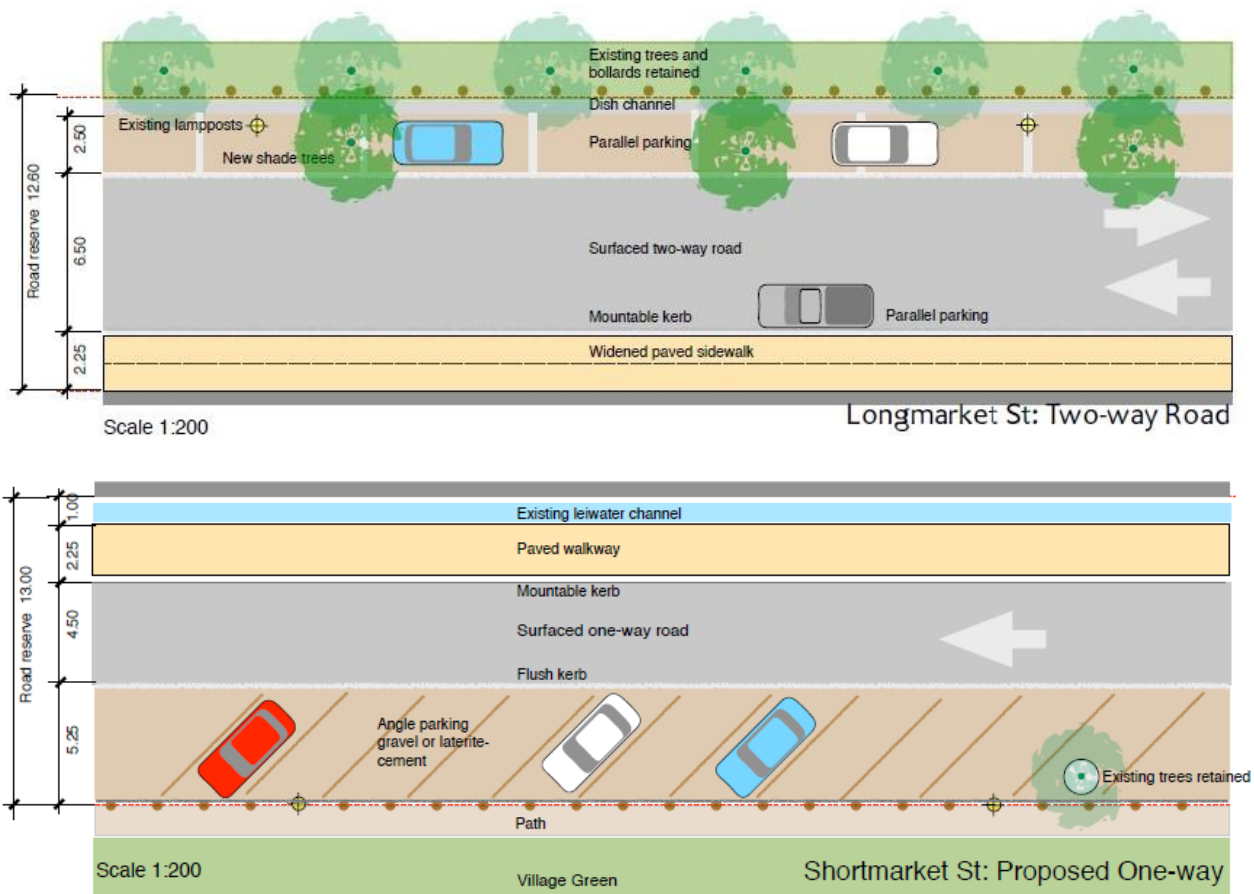 Existing trees and
bollards retained
Dish channel
Existing lampposts
Parallel parking
New shade trees
2.50
Road reserve 12.60
6.50
Surfaced two-way road
Mountable kerb
Parallel parking
2.25
Widened paved sidewalk
Scale 1:200
Longmarket St: Two-way Road
1.00
Existing leiwater channel
2.25
Paved walkway
Road reserve 13.00
Mountable kerb
4.50
Surfaced one-way road
Flush kerb
5.25
Angle parking
gravel or laterite-
cement
Existing trees retained
Path
Scale 1:200
Village Green
Shortmarket St: Proposed One-way